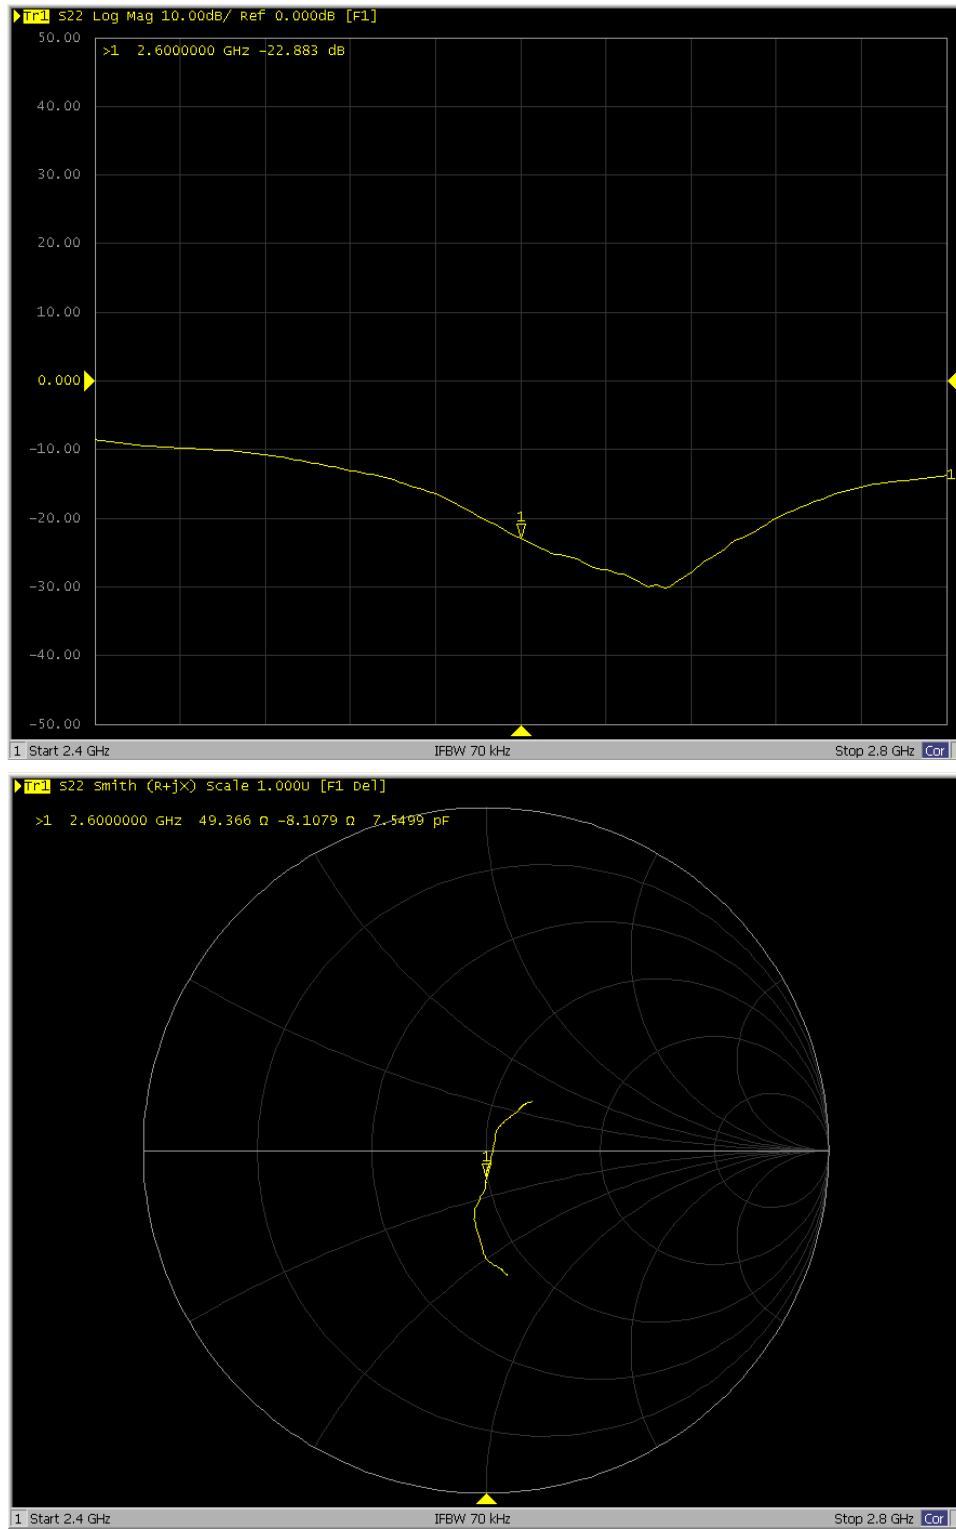 Tr1 S22 Log Mag 10.00dB/ Ref 0.000dB [F1]
50.00
>1 2.6000000 GHz -22.883 dB
40.00
30.00
20.00
10.00
0.000
-10.00
1
-20.00
1
-30.00
-40.00
-50.00
1 Start 2.4 GHz IFBW 70 kHz Stop 2.8 GHz Cor
Tr1 S22 Smith (R+jX) Scale 1.000U [F1 Del]
>1 2.6000000 GHz 49.366 Ω -8.1079 Ω 7.5499 pF
1
1 Start 2.4 GHz IFBW 70 kHz Stop 2.8 GHz Cor